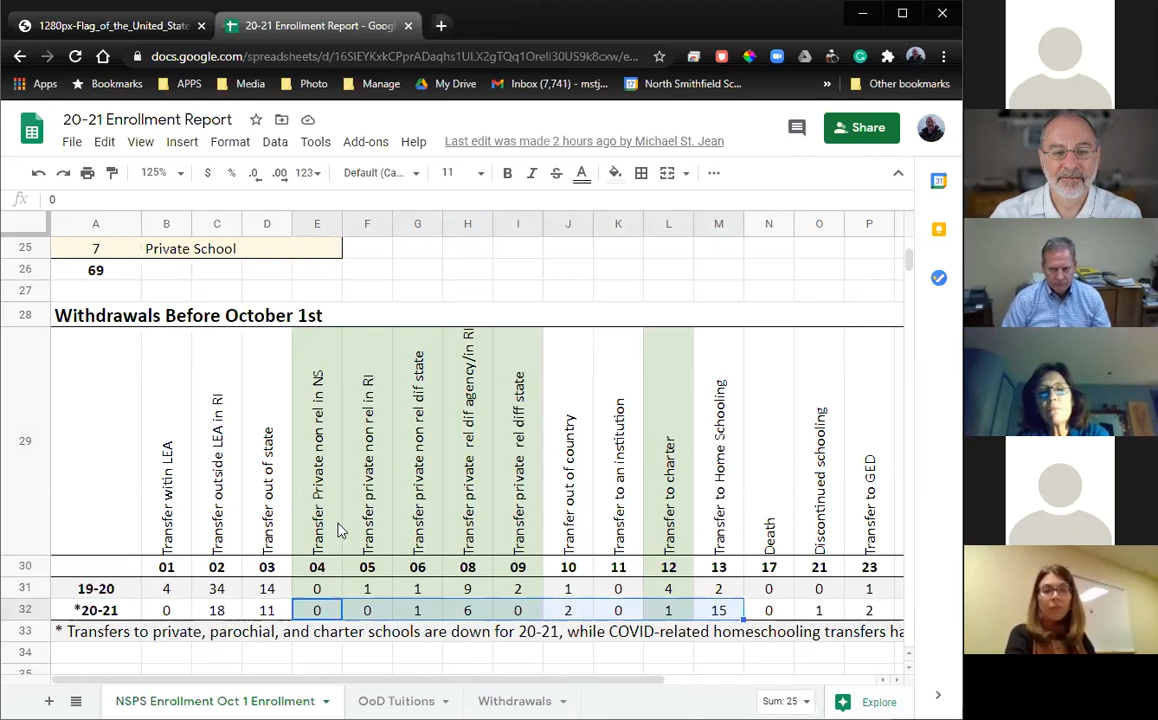 1280px-Flag_of_the_United_State
20-21 Enrollment Report - Goog
docs.google.com/spreadsheets/d/16SIEYKxkCPprADaqhs1ULX2gTQq1Oreli30US9k8cxw/e...
Apps Bookmarks APPS Media Photo Manage My Drive Inbox (7,741) - mstj... North Smithfield Sc... » Other bookmarks
20-21 Enrollment Report
Share
File Edit View Insert Format Data Tools Add-ons Help Last edit was made 2 hours ago by Michael St. Jean
125% $ % .0 .00 123 Default (Ca... 11 B I S A
fx 0
A B C D E F G H I J K L M N O P
25 7 Private School
26 69
27
28 Withdrawals Before October 1st
29 Transfer witin LEA
Transfer outside LEA in RI
Transfer out of state
Transfer Private non rel in NS
Transfer private non rel in RI
Transfer private non rel dif state
Transfer private rel dif agency/in RI
Transfer private rel diff state
Tranfer out of country
Transfer to an institution
Transfer to charter
Transfer to Home Schooling
Death
Discontinued schooling
Transfer to GED
30 01 02 03 04 05 06 08 09 10 11 12 13 17 21 23
31 19-20 4 34 14 0 1 1 9 2 1 0 4 2 0 0 1
32 *20-21 0 18 11 0 0 1 6 0 2 0 1 15 0 1 2
33 * Transfers to private, parochial, and charter schools are down for 20-21, while COVID-related homeschooling transfers ha
34
35
NSPS Enrollment Oct 1 Enrollment OoD Tuitions Withdrawals Sum: 25 Explore